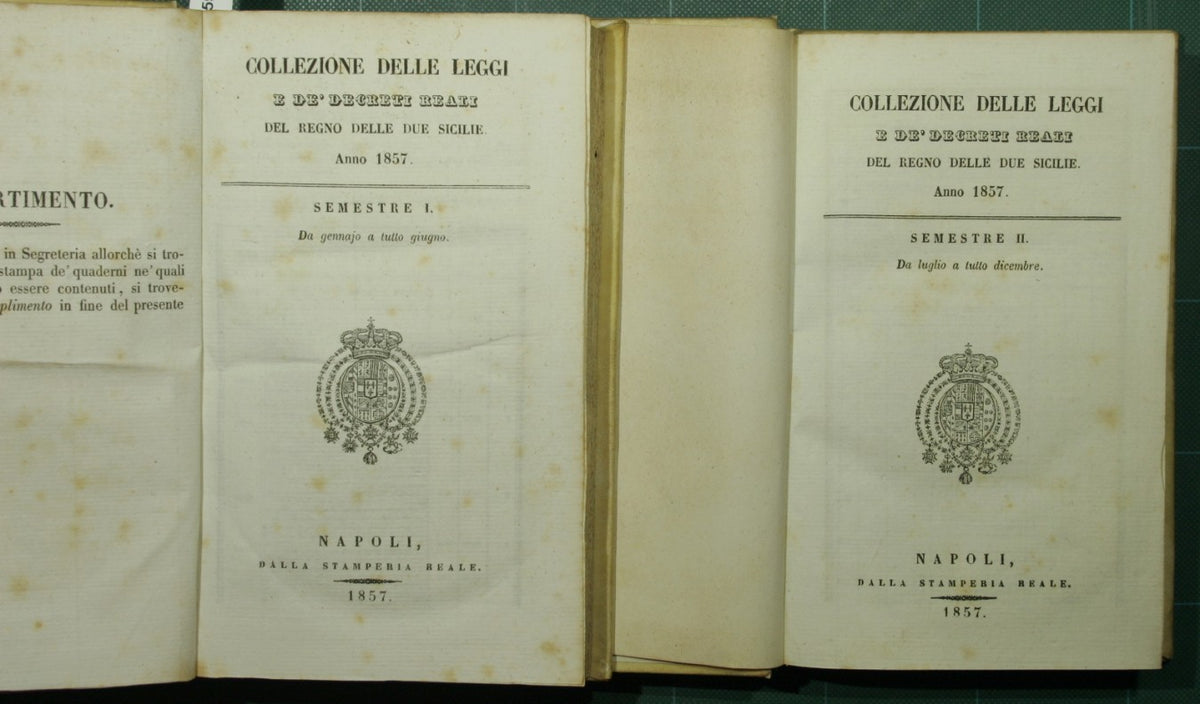 RTIMENTO.
in Segreteria allorchè si tro-
stampa de' quaderni ne' quali
essere contenuti, si trove-
plimento in fine del presente
COLLEZIONE DELLE LEGGI
E DE' DECRETI REALI
DEL REGNO DELLE DUE SICILIE.
Anno 1857.
SEMESTRE I.
Da gennajo a tutto giugno.
NAPOLI,
DALLA STAMPERIA REALE.
1857.
COLLEZIONE DELLE LEGGI
E DE' DECRETI REALI
DEL REGNO DELLE DUE SICILIE.
Anno 1857.
SEMESTRE II.
Da luglio a tutto dicembre.
NAPOLI,
DALLA STAMPERIA REALE.
1857.